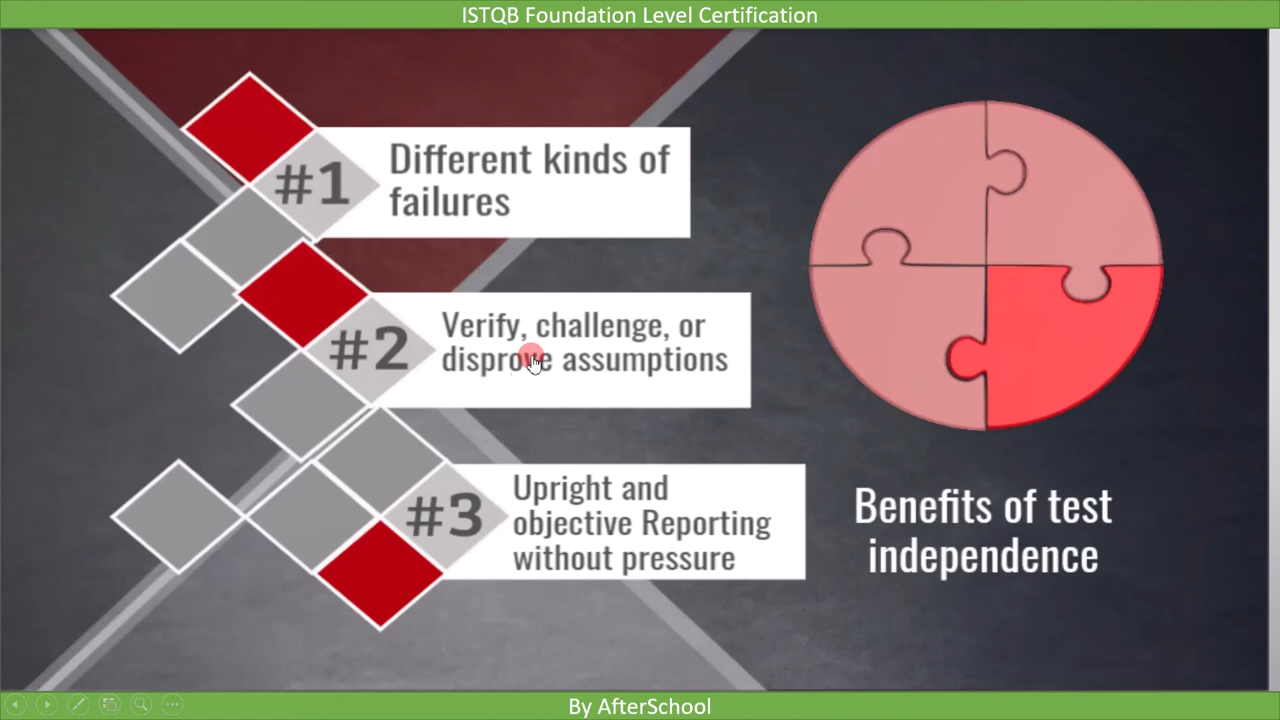 ISTQB Foundation Level Certification
#1
Different kinds of
failures
#2
Verify, challenge, or
disprove assumptions
#3
Upright and
objective Reporting
without pressure
Benefits of test
independence
By AfterSchool